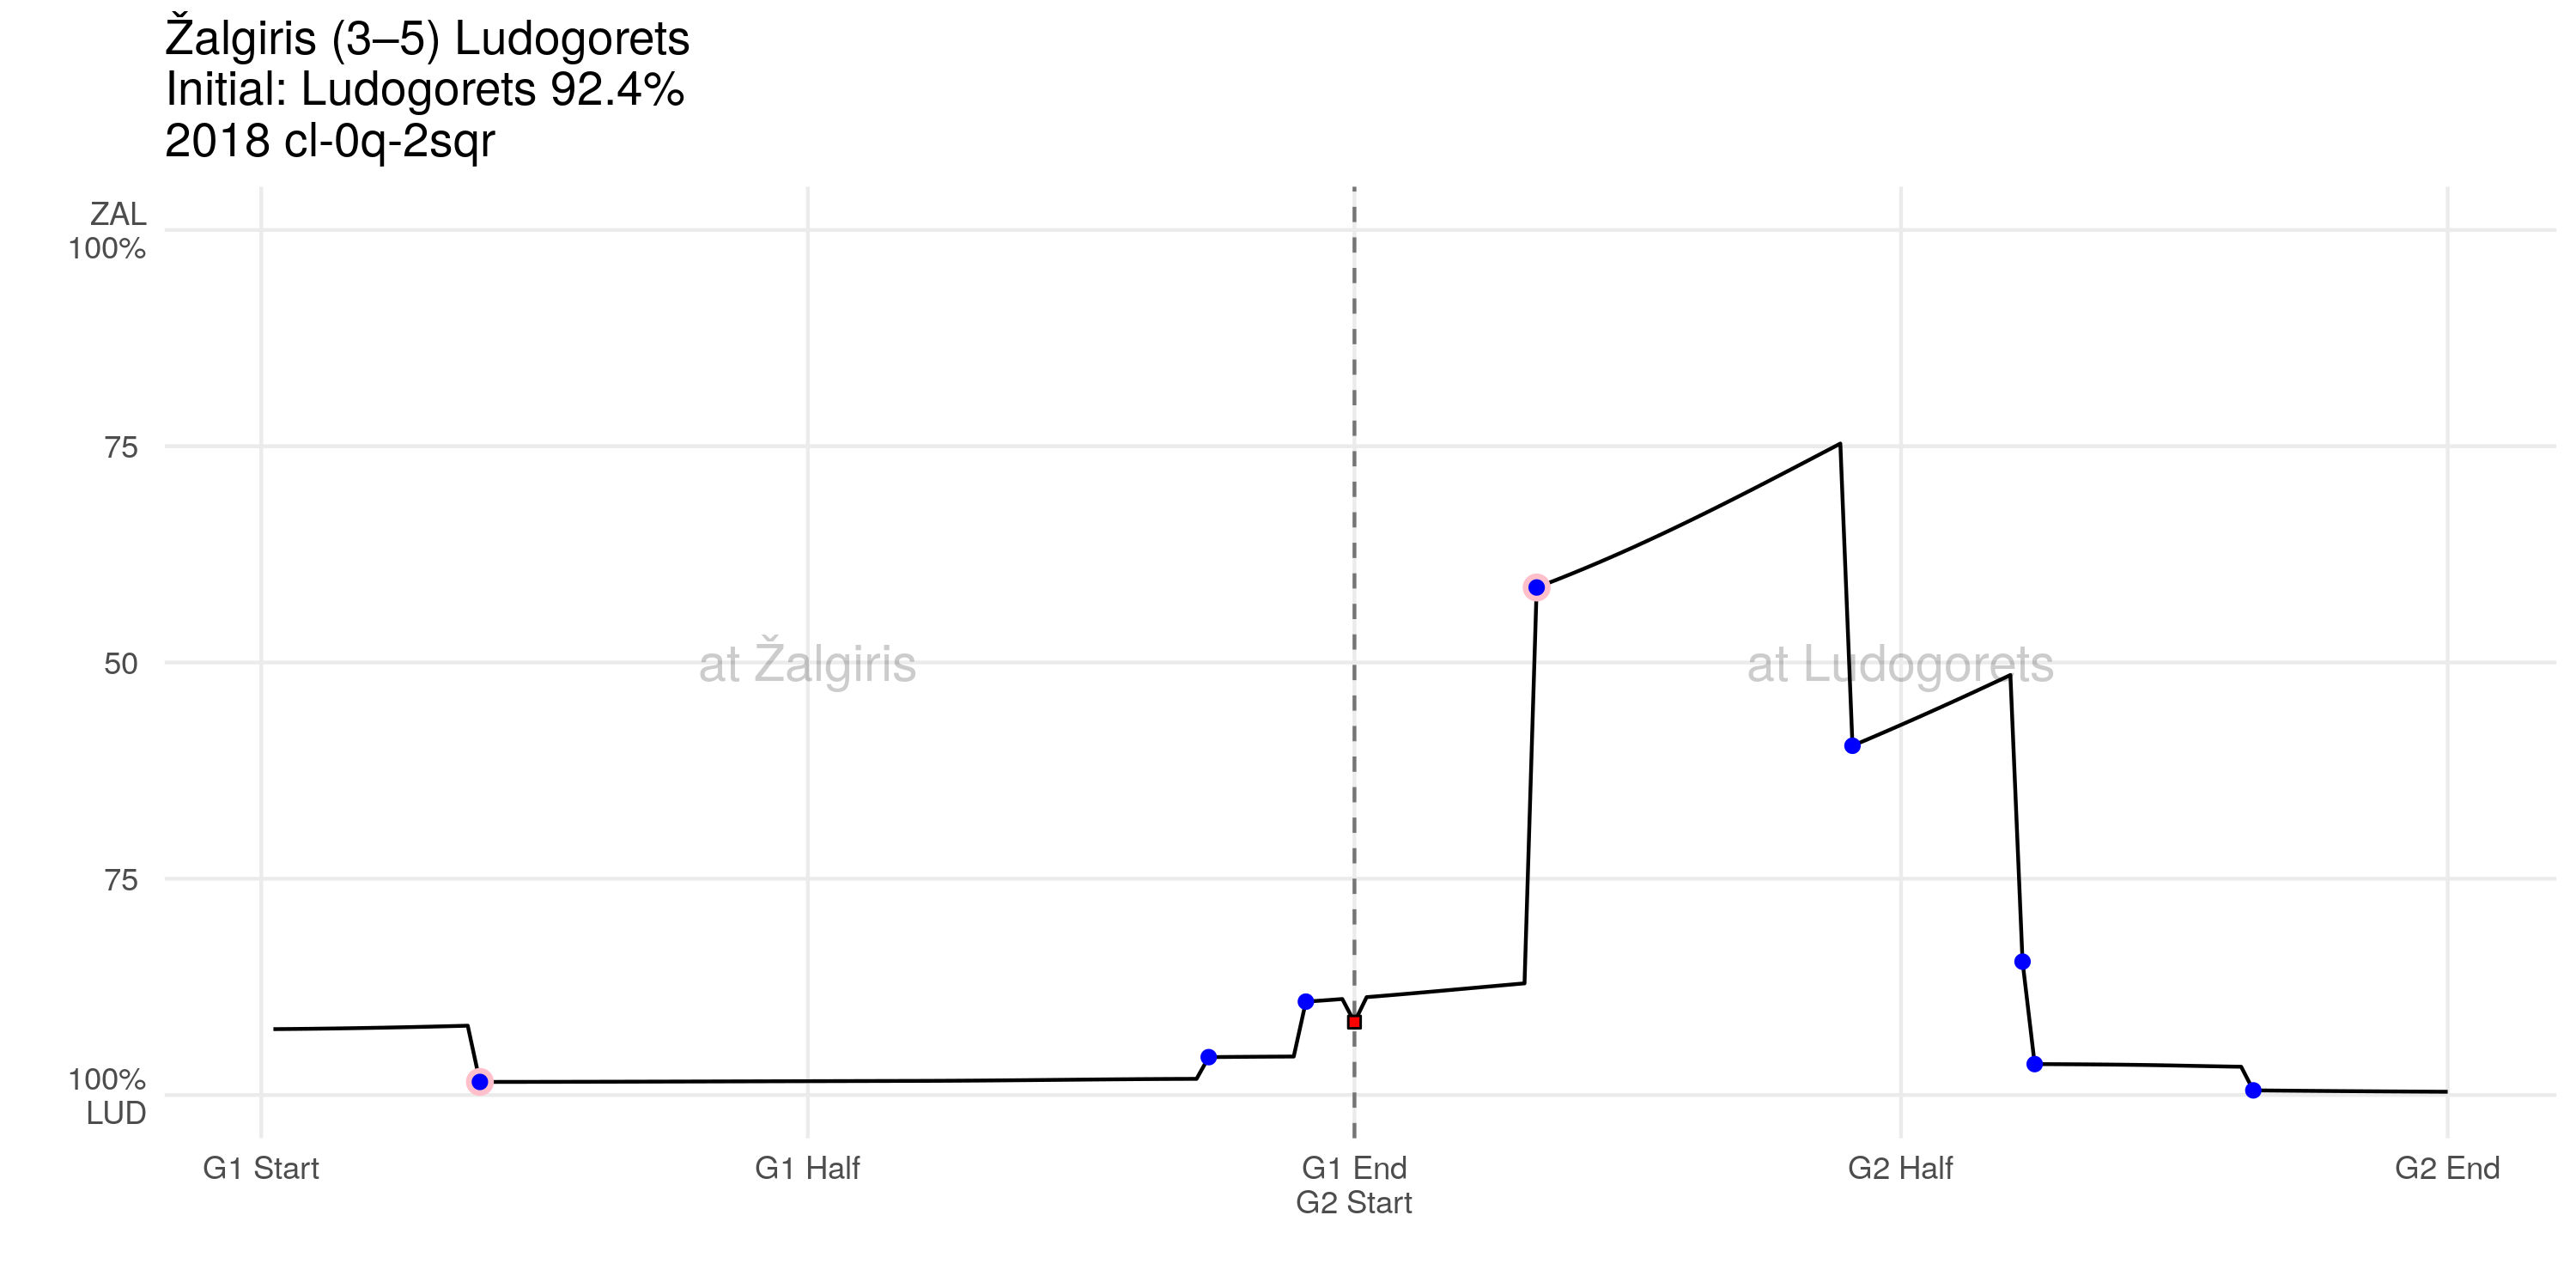 Žalgiris (3–5) Ludogorets
Initial: Ludogorets 92.4%
2018 cl-0q-2sqr
ZAL
100%
75
50
75
100%
LUD
at Žalgiris
at Ludogorets
G1 Start
G1 Half
G1 End
G2 Start
G2 Half
G2 End